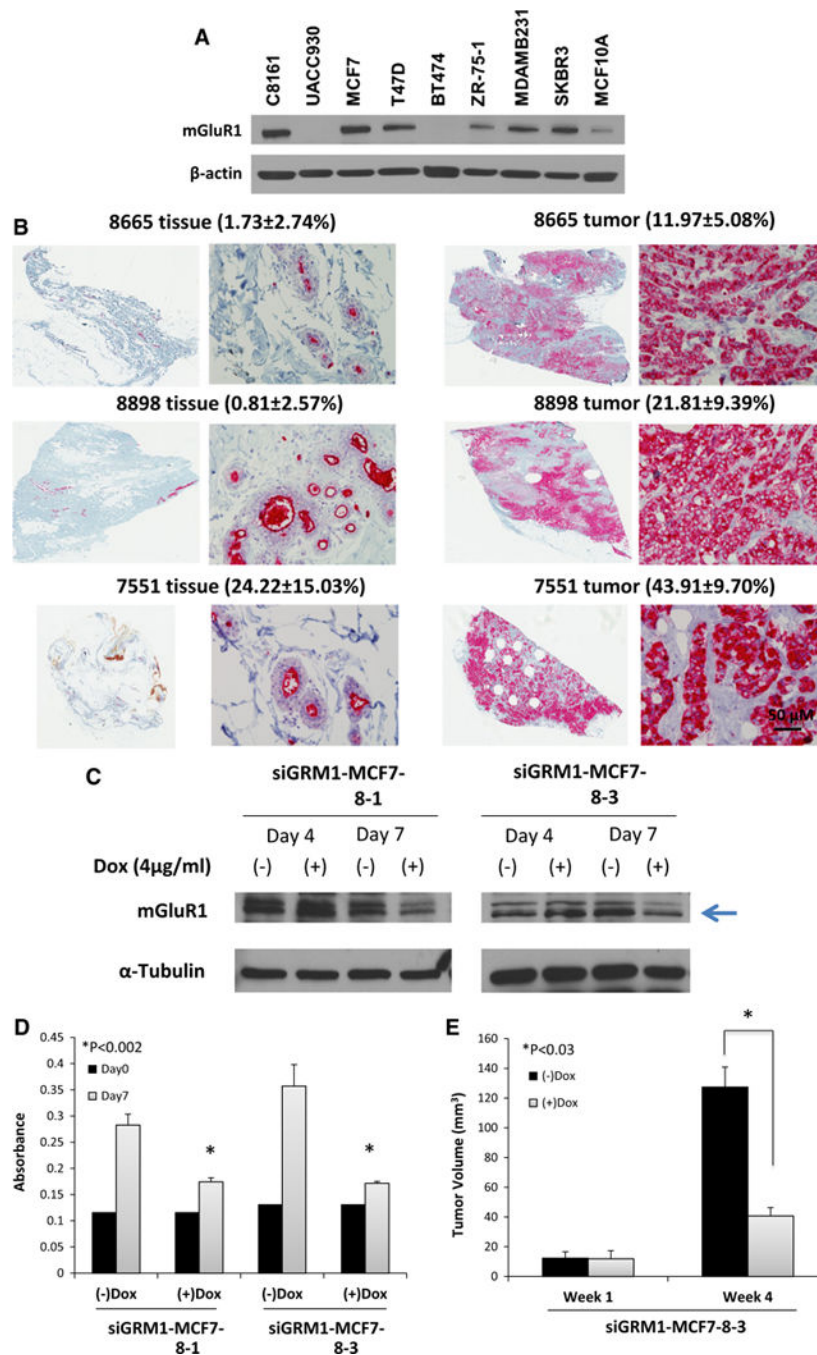 A
C8161
UACC930
MCF7
T47D
BT474
ZR-75-1
MDAMB231
SKBR3
MCF10A
mGluR1
β-actin
B
8665 tissue (1.73±2.74%)
8665 tumor (11.97±5.08%)
8898 tissue (0.81±2.57%)
8898 tumor (21.81±9.39%)
7551 tissue (24.22±15.03%)
7551 tumor (43.91±9.70%)
50 µM
C
siGRM1-MCF7-
8-1
siGRM1-MCF7-
8-3
Day 4 Day 7 Day 4 Day 7
Dox (4µg/ml) (-) (+) (-) (+) (-) (+) (-) (+)
mGluR1
α-Tubulin
D
*P<0.002
Day0
Day7
Absorbance
0.45
0.4
0.35
0.3
0.25
0.2
0.15
0.1
0.05
0
*
*
(-)Dox (+)Dox (-)Dox (+)Dox
siGRM1-MCF7-
8-1
siGRM1-MCF7-
8-3
E
*P<0.03
(-)Dox
(+)Dox
Tumor Volume (mm³)
160
140
120
100
80
60
40
20
0
*
Week 1 Week 4
siGRM1-MCF7-8-3